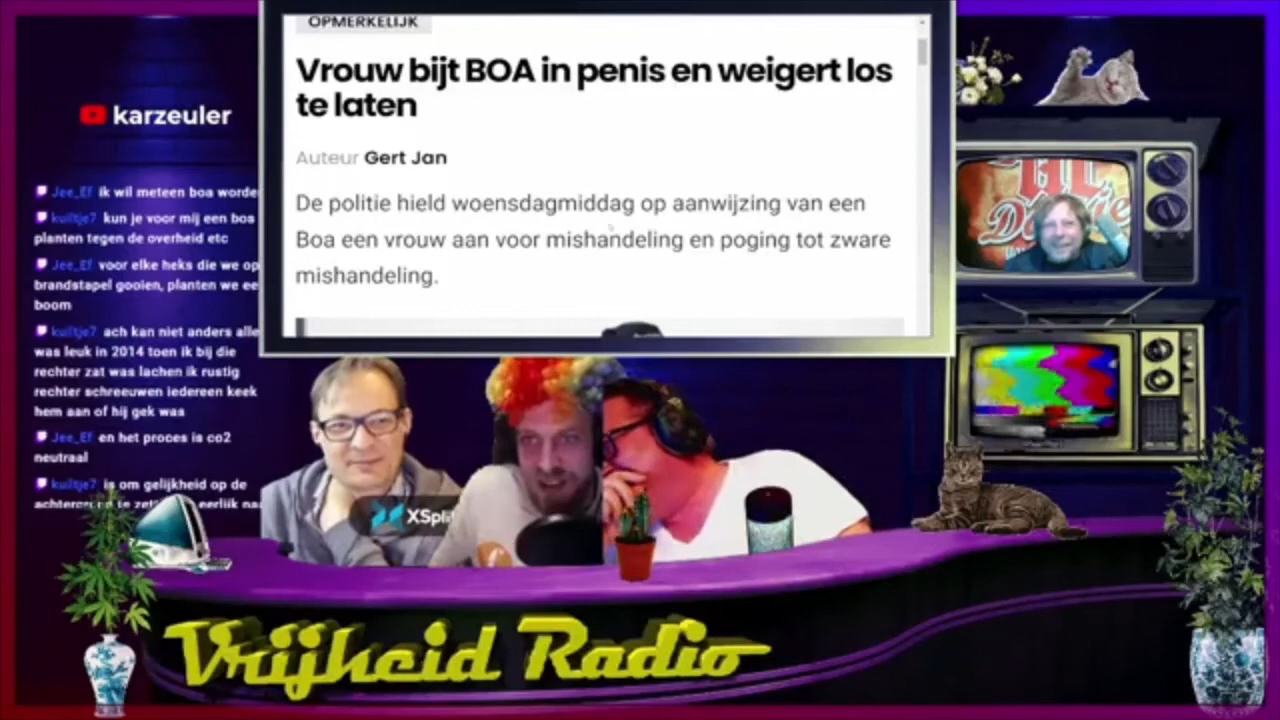 OPMERKELIJK
Vrouw bijt BOA in penis en weigert los
te laten
Auteur Gert Jan
De politie hield woensdagmiddag op aanwijzing van een
Boa een vrouw aan voor mishandeling en poging tot zware
mishandeling.
karzeuler
Jee_Ef ik wil meteen boa worde
kuiltje7 kun je voor mij een bos
planten tegen de overheid etc
Jee_Ef voor elke heks die we op
brandstapel gooien, planten we ee
boom
kuiltje7 ach kan niet anders alle
was leuk in 2014 toen ik bij die
rechter zat was lachen ik rustig
rechter schreeuwen iedereen keek
hem aan of hij gek was
Jee_Ef en het proces is co2
neutraal
kuiltje7 is om gelijkheid op de
XSplit
Vrijheid Radio